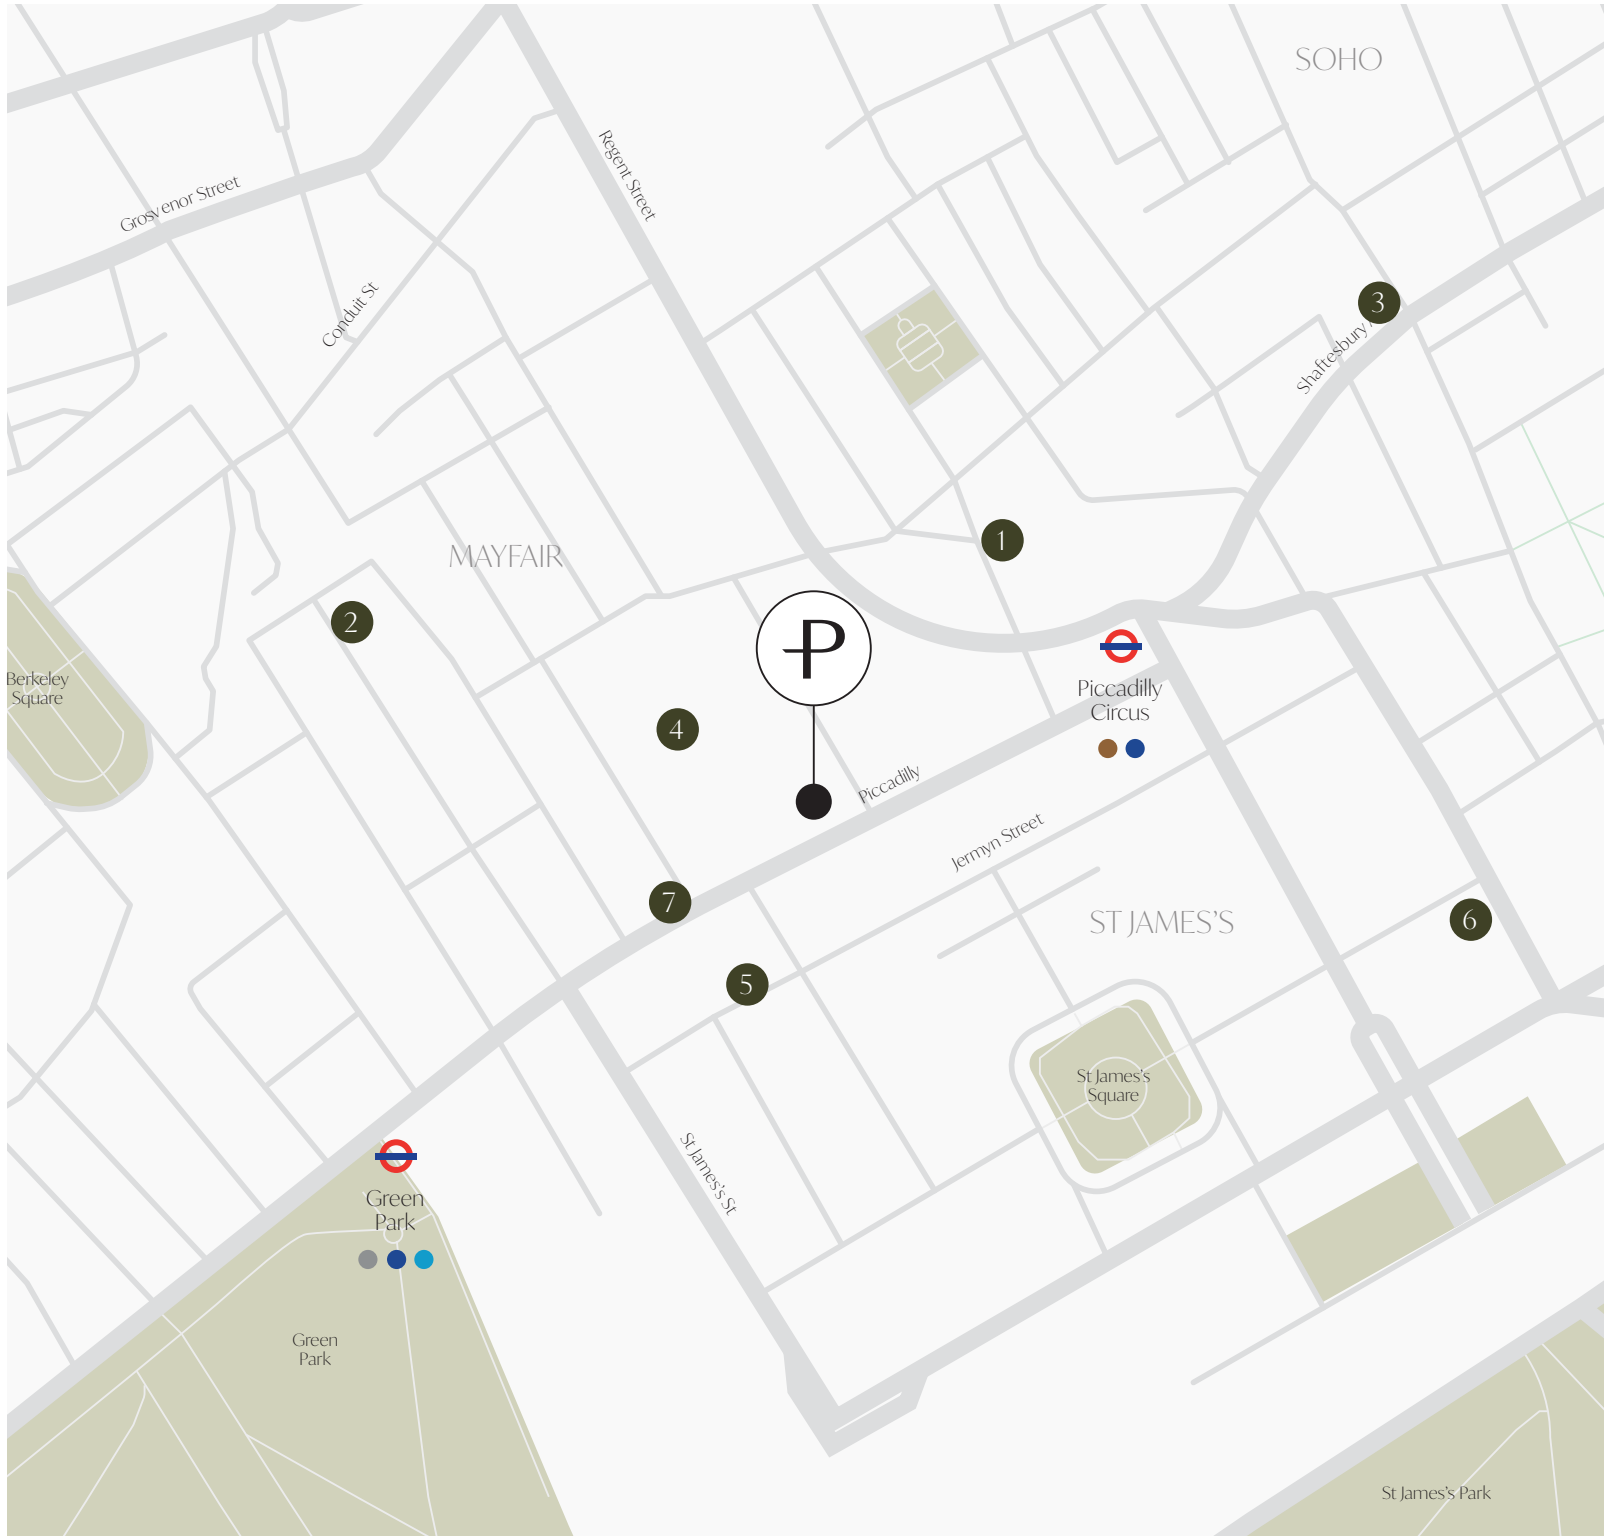 SOHO
Regent Street
Grosvenor Street
Conduit St
3
Shaftesbury
1
MAYFAIR
2
P
Berkeley
Square
4
Piccadilly
Circus
Piccadilly
Jermyn Street
7
ST JAMES'S
6
5
St James's
Square
St James's St
Green
Park
Green
Park
St James's Park